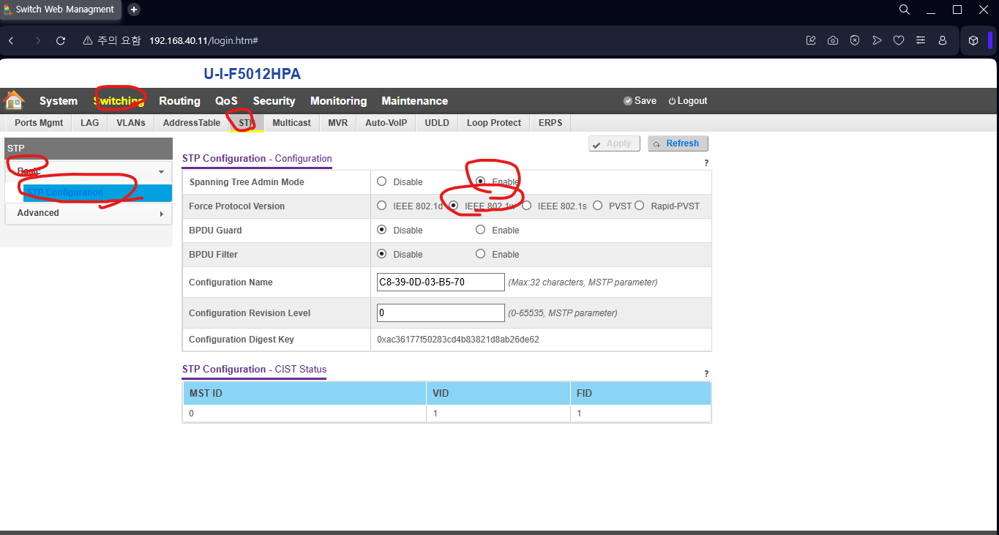 Switch Web Managment
주의 요함 192.168.40.11/login.htm#
U-I-F5012HPA
System Switching Routing QoS Security Monitoring Maintenance Save Logout
Ports Mgmt LAG VLANs AddressTable STP Multicast MVR Auto-VoIP UDLD Loop Protect ERPS
STP
Basic
STP Configuration
Advanced
Apply Refresh
STP Configuration - Configuration
?
Spanning Tree Admin Mode Disable Enable
Force Protocol Version IEEE 802.1d IEEE 802.1w IEEE 802.1s PVST Rapid-PVST
BPDU Guard Disable Enable
BPDU Filter Disable Enable
Configuration Name C8-39-0D-03-B5-70 (Max:32 characters, MSTP parameter)
Configuration Revision Level 0 (0-65535, MSTP parameter)
Configuration Digest Key 0xac36177f50283cd4b83821d8ab26de62
STP Configuration - CIST Status
?
MST ID VID FID
0 1 1